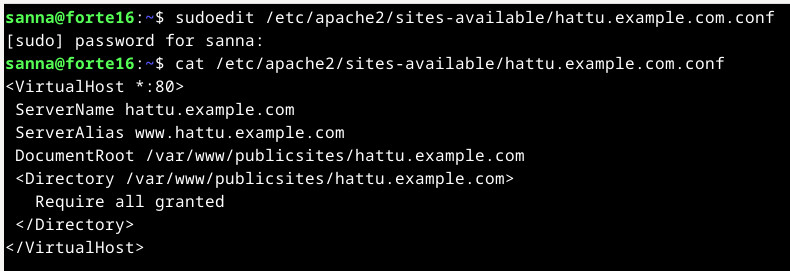 sanna@forte16:~$ sudoedit /etc/apache2/sites-available/hattu.example.com.conf
[sudo] password for sanna:
sanna@forte16:~$ cat /etc/apache2/sites-available/hattu.example.com.conf
<VirtualHost *:80>
 ServerName hattu.example.com
 ServerAlias www.hattu.example.com
 DocumentRoot /var/www/publicsites/hattu.example.com
 <Directory /var/www/publicsites/hattu.example.com>
   Require all granted
 </Directory>
</VirtualHost>